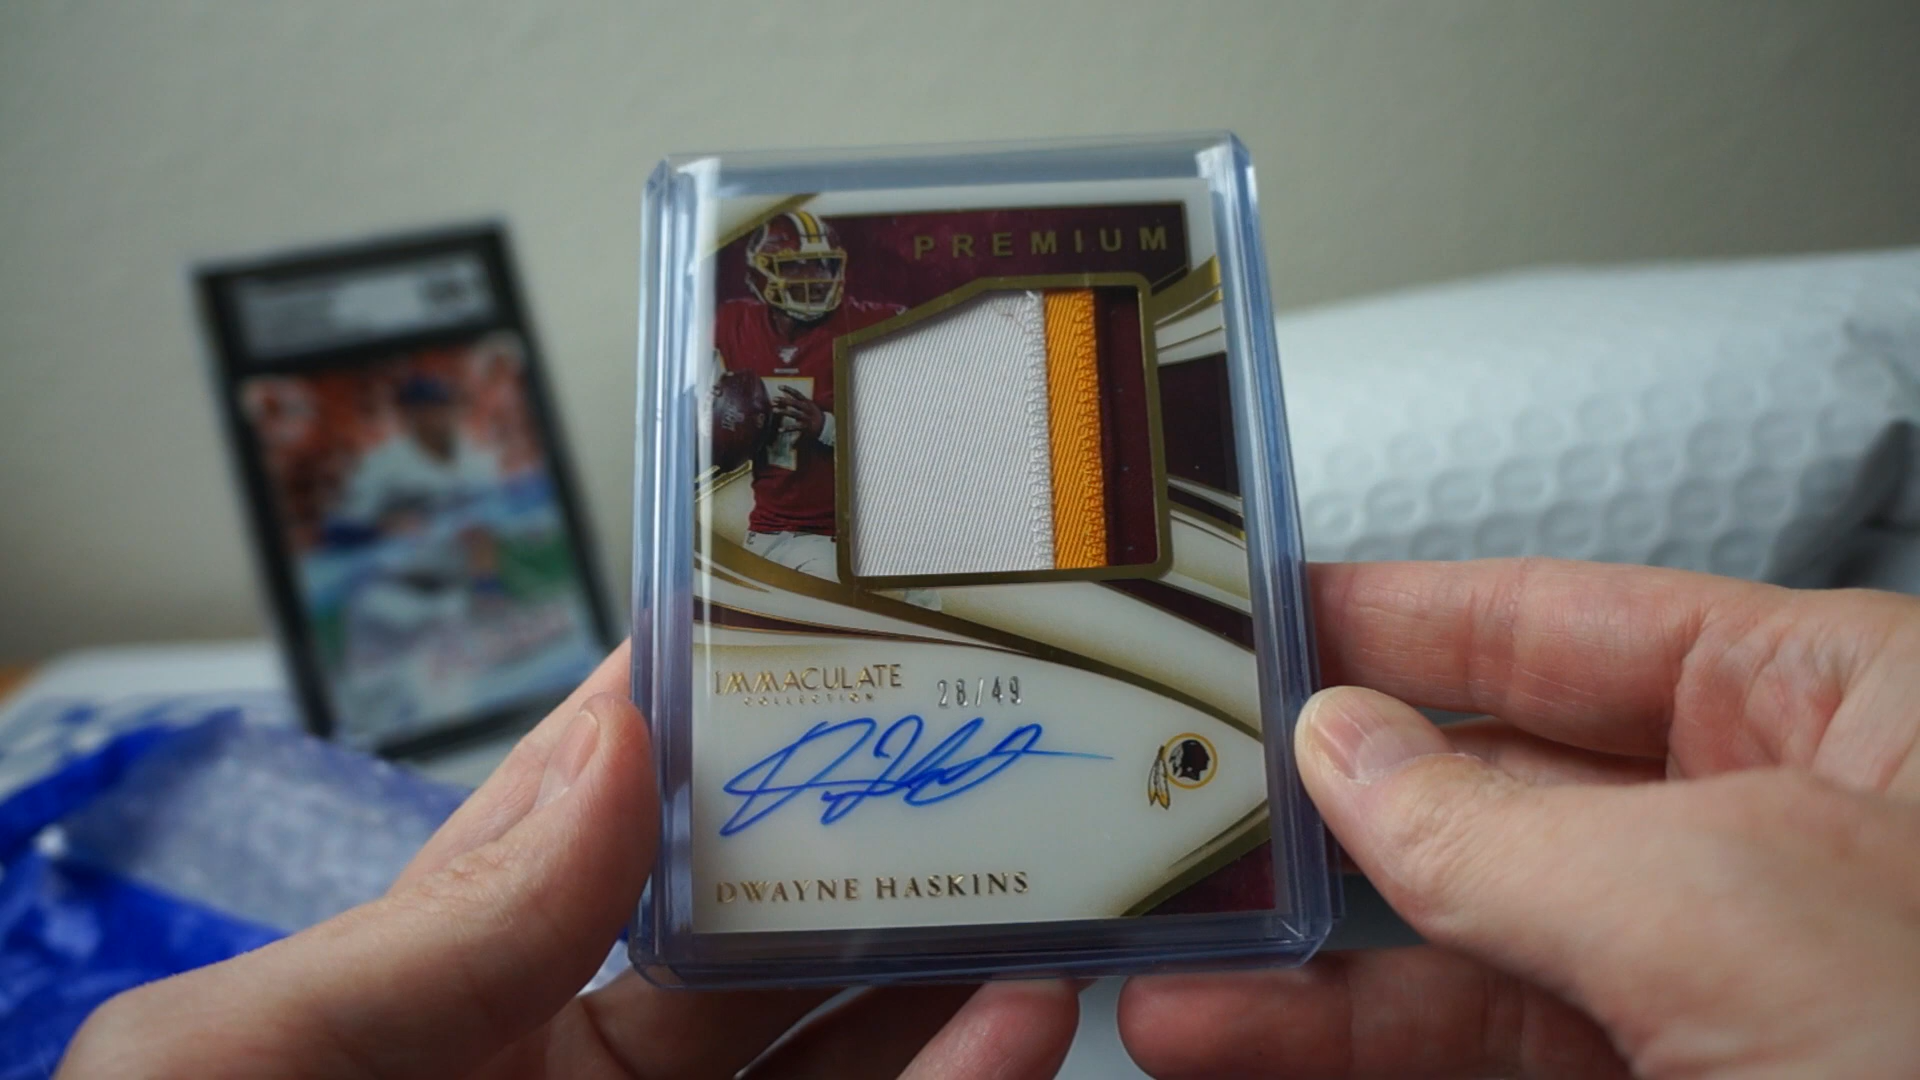 PREMIUM
IMMACULATE
COLLECTION
28/49
DWAYNE HASKINS